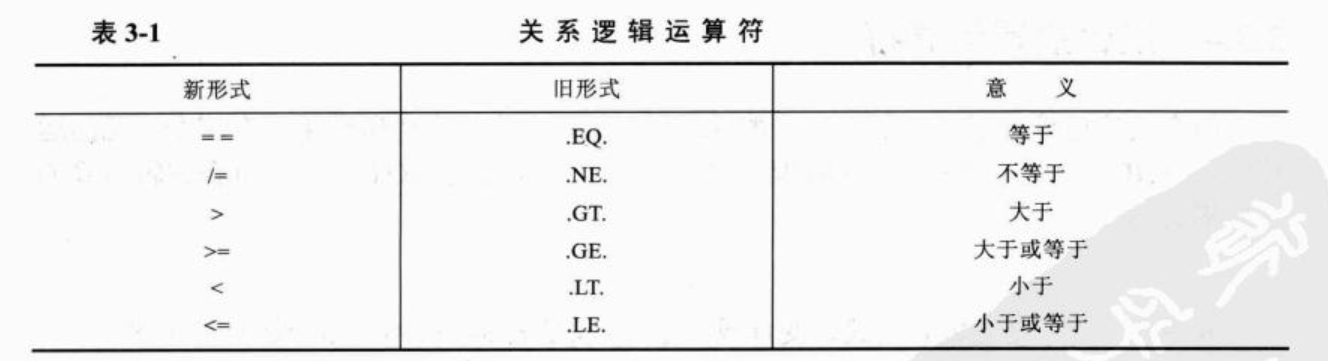 表 3-1 关系逻辑运算符
新形式 旧形式 意 义
== .EQ. 等于
/= .NE. 不等于
> .GT. 大于
>= .GE. 大于或等于
< .LT. 小于
<= .LE. 小于或等于